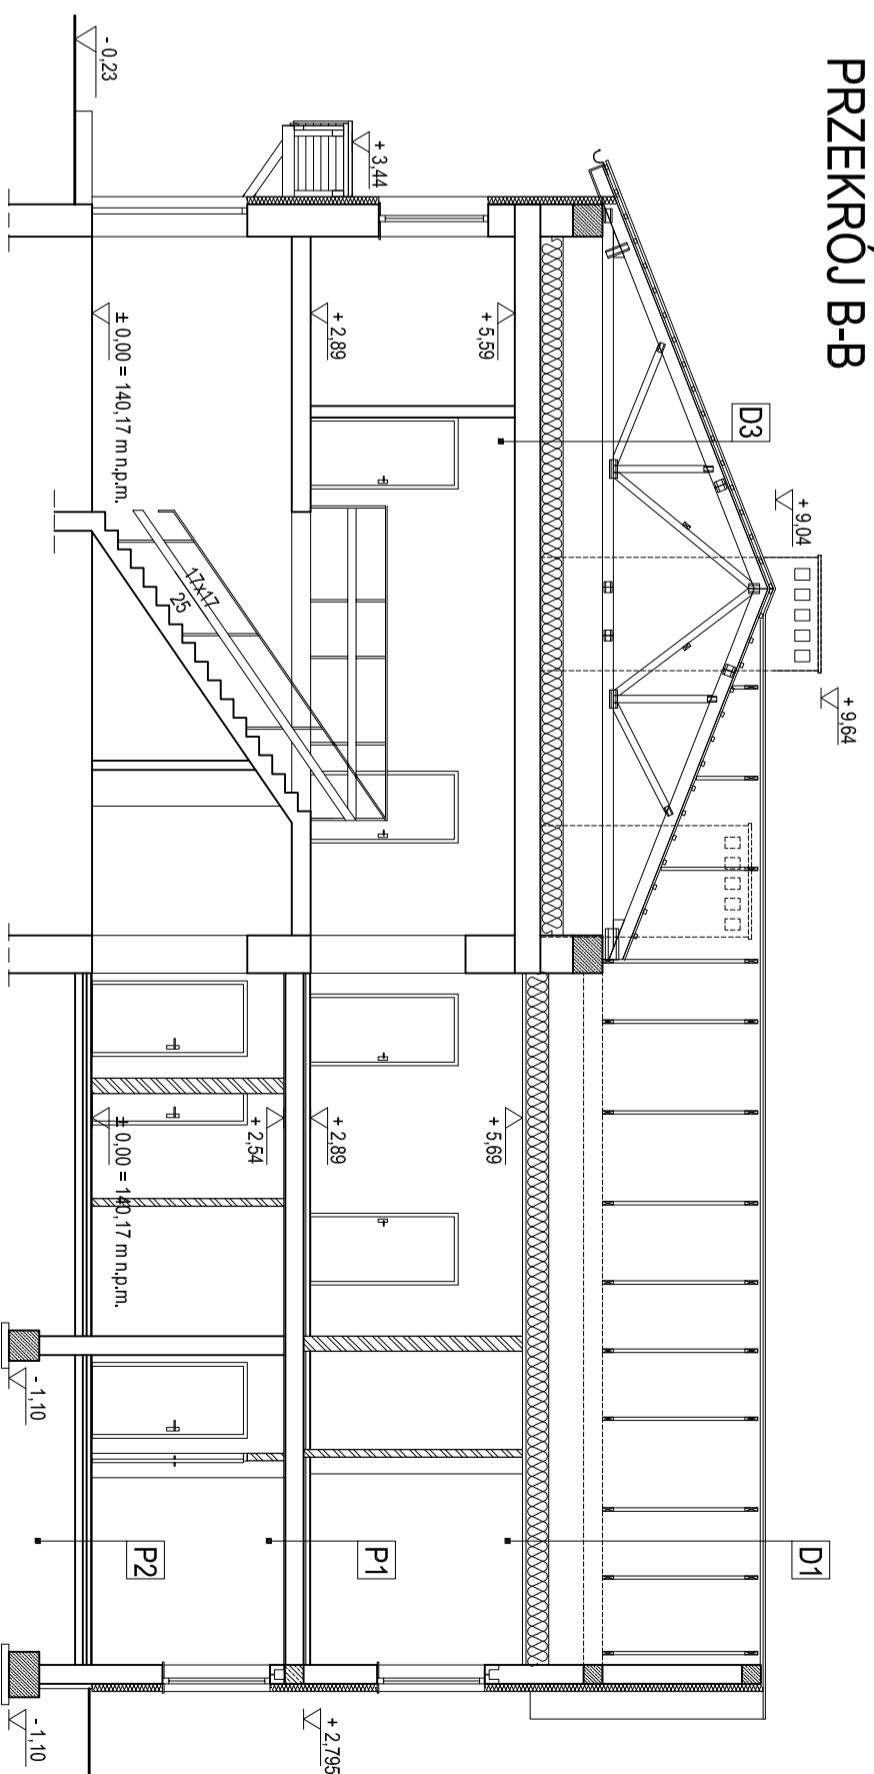 PRZEKRÓJ B-B
+ 9,04
+ 9,64
D3
D1
+ 3,44
+ 5,59
+ 5,69
+ 2,89
+ 2,89
P1
+ 2,795
17x17
25
+ 2,54
P2
- 0,23
± 0,00 = 140,17 m n.p.m.
± 0,00 = 140,17 m n.p.m.
- 1,10
- 1,10